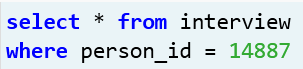 select * from interview
where person_id = 14887